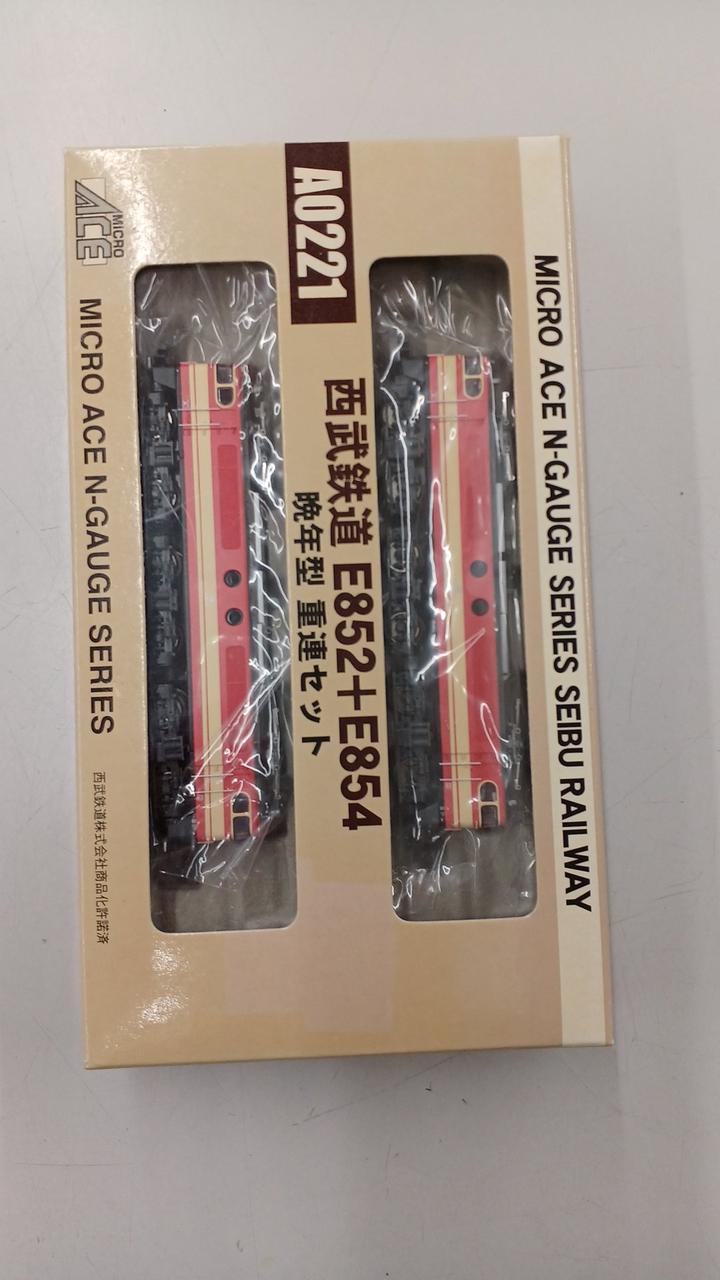 MICRO ACE N-GAUGE SERIES SEIBU RAILWAY
A0221
西武鉄道 E852+E854
晩年型 重連セット
MICRO
ACE
MICRO ACE N-GAUGE SERIES
西武鉄道株式会社商品化許諾済